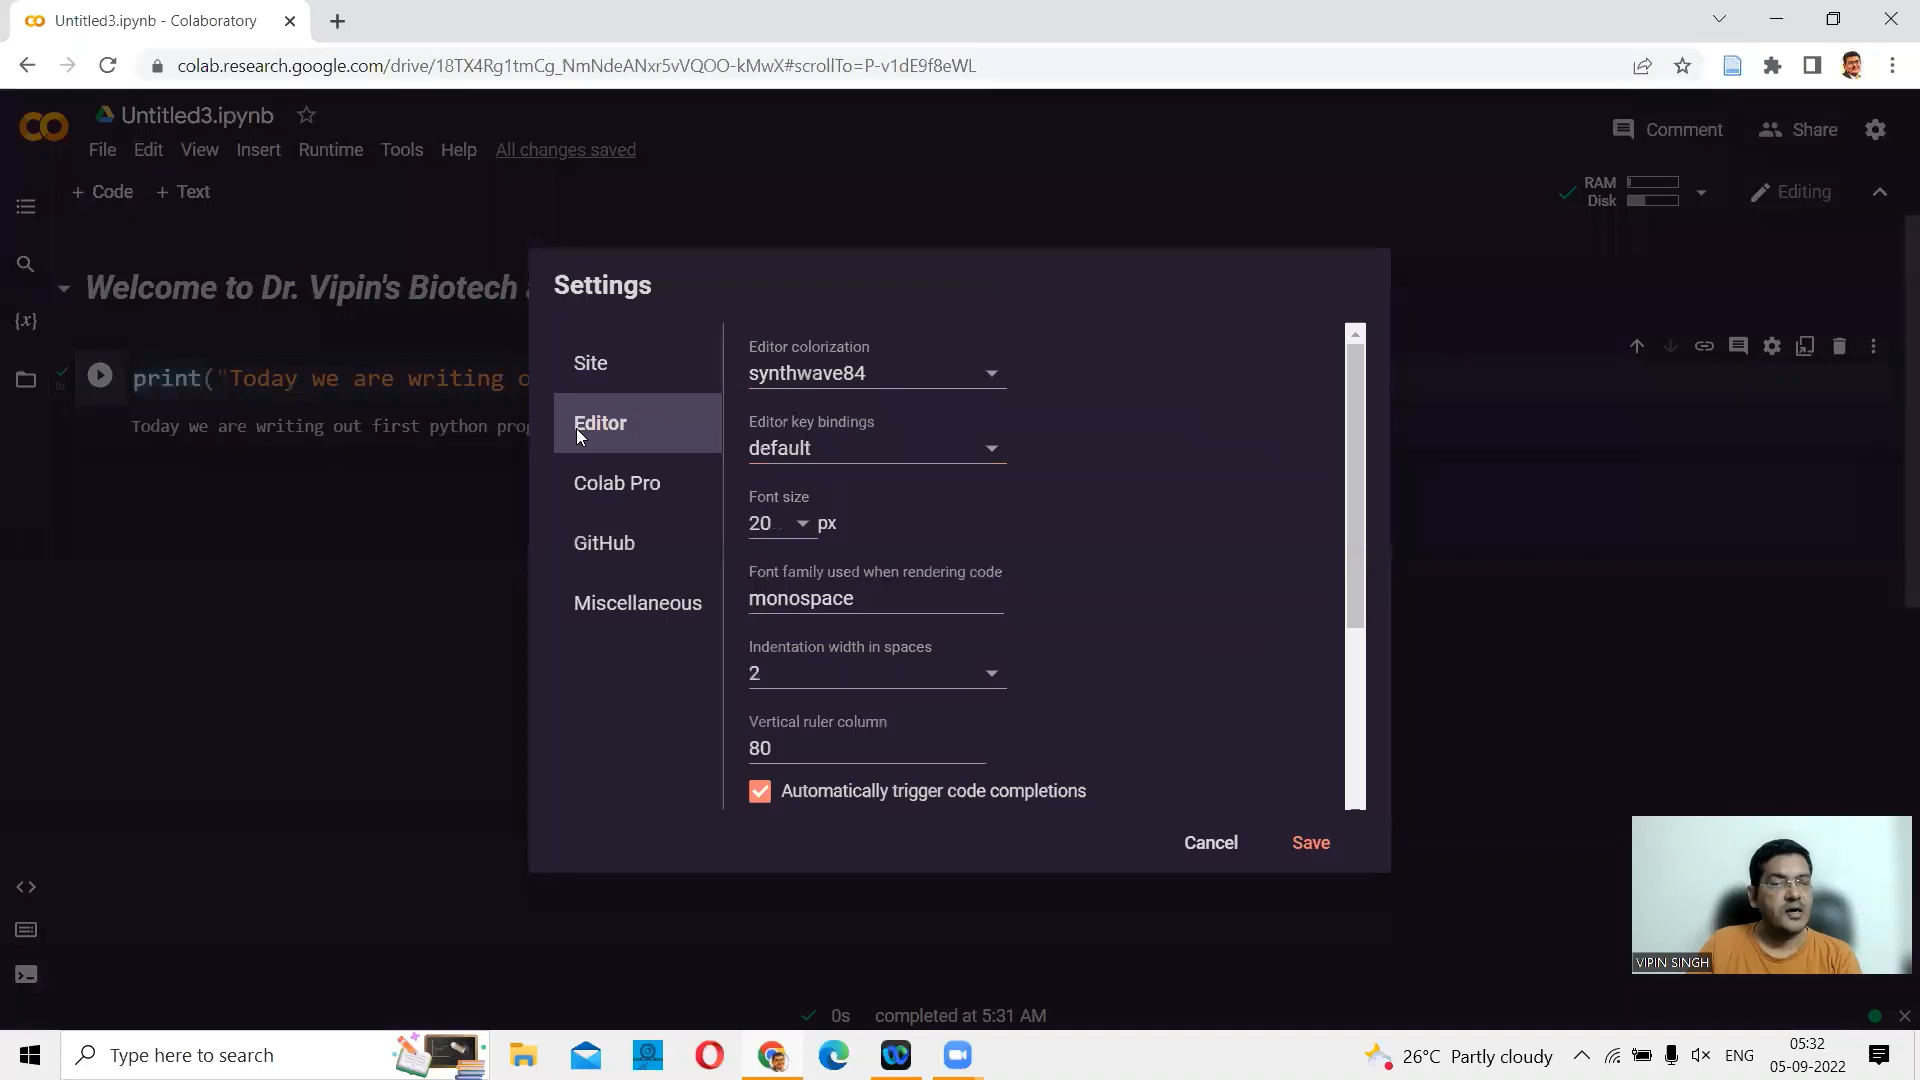 Untitled3.ipynb - Colaboratory
colab.research.google.com/drive/18TX4Rg1tmCg_NmNdeANxr5vVQOO-kMwX#scrollTo=P-v1dE9f8eWL
Untitled3.ipynb
Comment
Share
File Edit View Insert Runtime Tools Help All changes saved
+ Code + Text
RAM
Disk
Editing
Settings
Welcome to Dr. Vipin's Biotech
{x}
Site
Editor
Colab Pro
GitHub
Miscellaneous
Editor colorization
synthwave84
Editor key bindings
default
Font size
20 px
Font family used when rendering code
monospace
Indentation width in spaces
2
Vertical ruler column
80
Automatically trigger code completions
Cancel Save
0s
print("Today we are writing o
Today we are writing out first python prog
VIPIN SINGH
0s completed at 5:31 AM
Type here to search
26°C Partly cloudy
ENG
05:32
05-09-2022